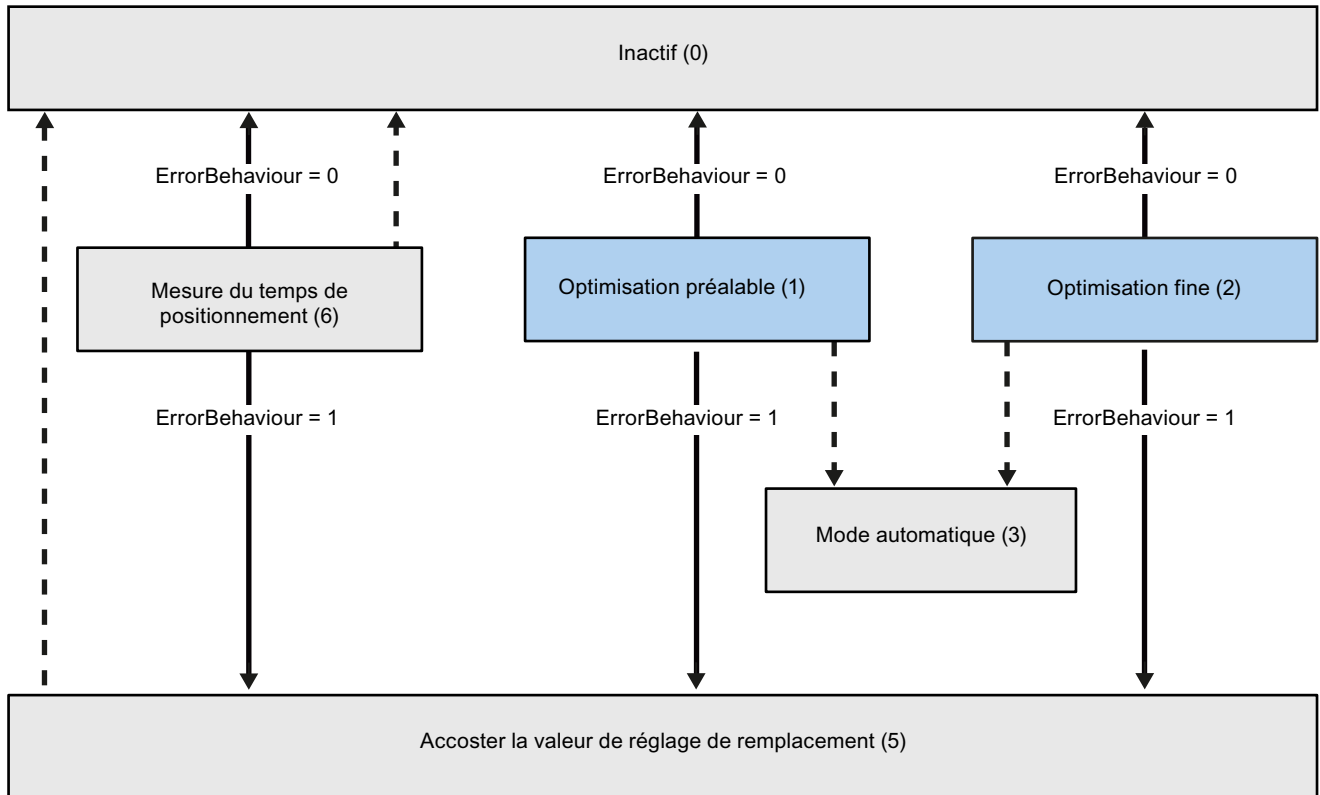 Inactif (0)
ErrorBehaviour = 0
ErrorBehaviour = 0
ErrorBehaviour = 0
Mesure du temps de
positionnement (6)
Optimisation préalable (1)
Optimisation fine (2)
ErrorBehaviour = 1
ErrorBehaviour = 1
ErrorBehaviour = 1
Mode automatique (3)
Accoster la valeur de réglage de remplacement (5)